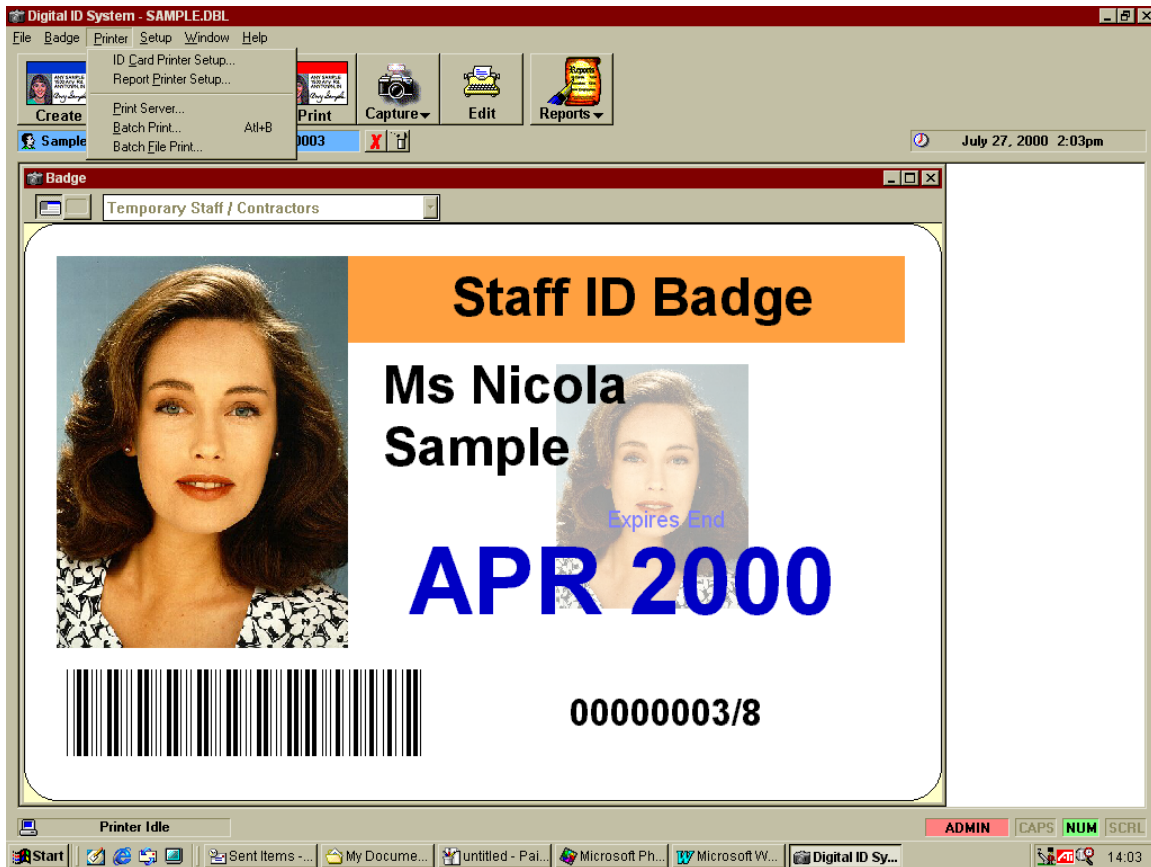 Digital ID System - SAMPLE.DBL
File Badge Printer Setup Window Help
ID Card Printer Setup...
Report Printer Setup...
Print Server...
Batch Print... Atl+B
Batch File Print...
Create
Print
Capture
Edit
Reports
Reports
Sample
0003
X
July 27, 2000 2:03pm
Badge
Temporary Staff / Contractors
Staff ID Badge
Ms Nicola
Sample
Expires End
APR 2000
00000003/8
Printer Idle
ADMIN CAPS NUM SCRL
Start
Sent Items -...
My Docume...
untitled - Pai...
Microsoft Ph...
Microsoft W...
Digital ID Sy...
14:03